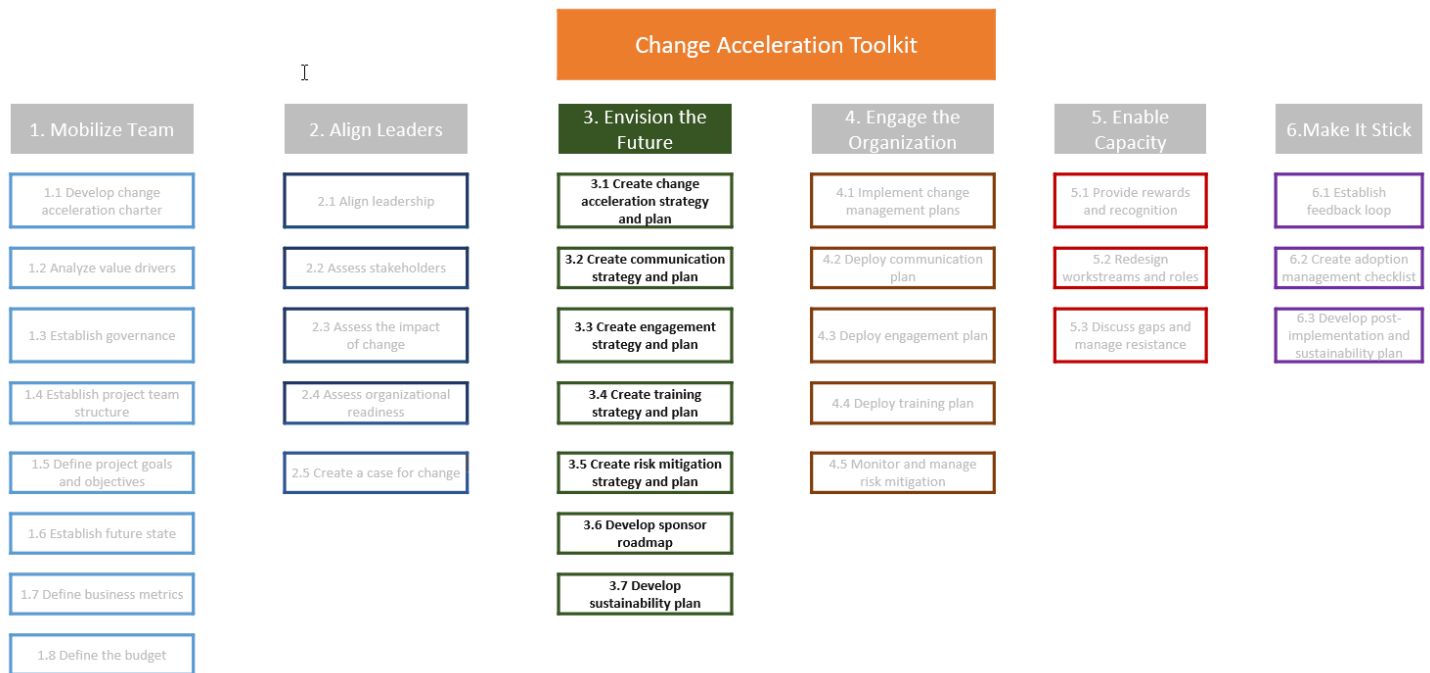 Change Acceleration Toolkit
1. Mobilize Team
1.1 Develop change
acceleration charter
1.2 Analyze value drivers
1.3 Establish governance
1.4 Establish project team
structure
1.5 Define project goals
and objectives
1.6 Establish future state
1.7 Define business metrics
1.8 Define the budget
2. Align Leaders
2.1 Align leadership
2.2 Assess stakeholders
2.3 Assess the impact
of change
2.4 Assess organizational
readiness
2.5 Create a case for change
3. Envision the
Future
3.1 Create change
acceleration strategy
and plan
3.2 Create communication
strategy and plan
3.3 Create engagement
strategy and plan
3.4 Create training
strategy and plan
3.5 Create risk mitigation
strategy and plan
3.6 Develop sponsor
roadmap
3.7 Develop
sustainability plan
4. Engage the
Organization
4.1 Implement change
management plans
4.2 Deploy communication
plan
4.3 Deploy engagement plan
4.4 Deploy training plan
4.5 Monitor and manage
risk mitigation
5. Enable
Capacity
5.1 Provide rewards
and recognition
5.2 Redesign
workstreams and roles
5.3 Discuss gaps and
manage resistance
6.Make It Stick
6.1 Establish
feedback loop
6.2 Create adoption
management checklist
6.3 Develop post-
implementation and
sustainability plan